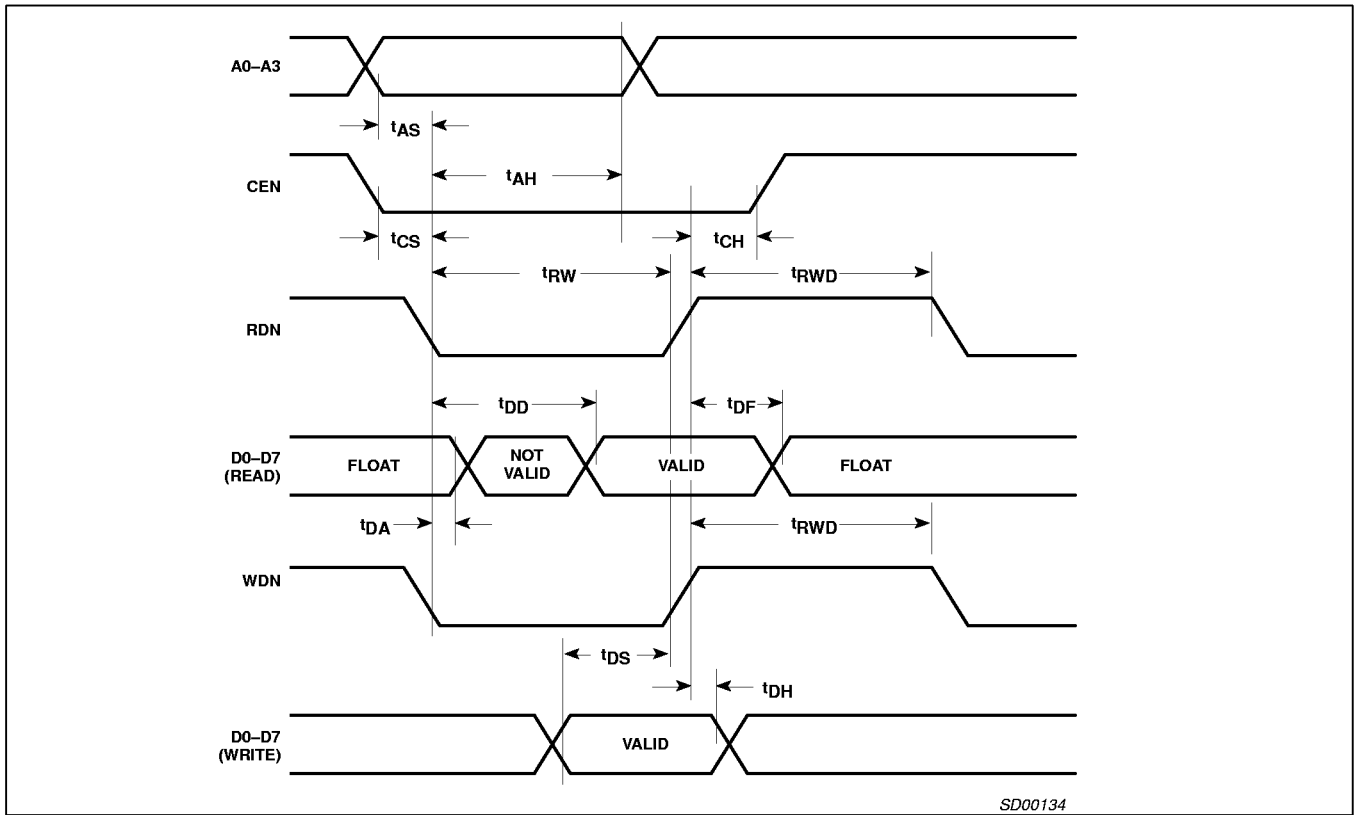 A0–A3
tAS
tAH
CEN
tCS
tCH
tRW
tRWD
RDN
tDD
tDF
D0–D7
(READ)
FLOAT
NOT
VALID
VALID
FLOAT
tDA
tRWD
WDN
tDS
tDH
D0–D7
(WRITE)
VALID
SD00134